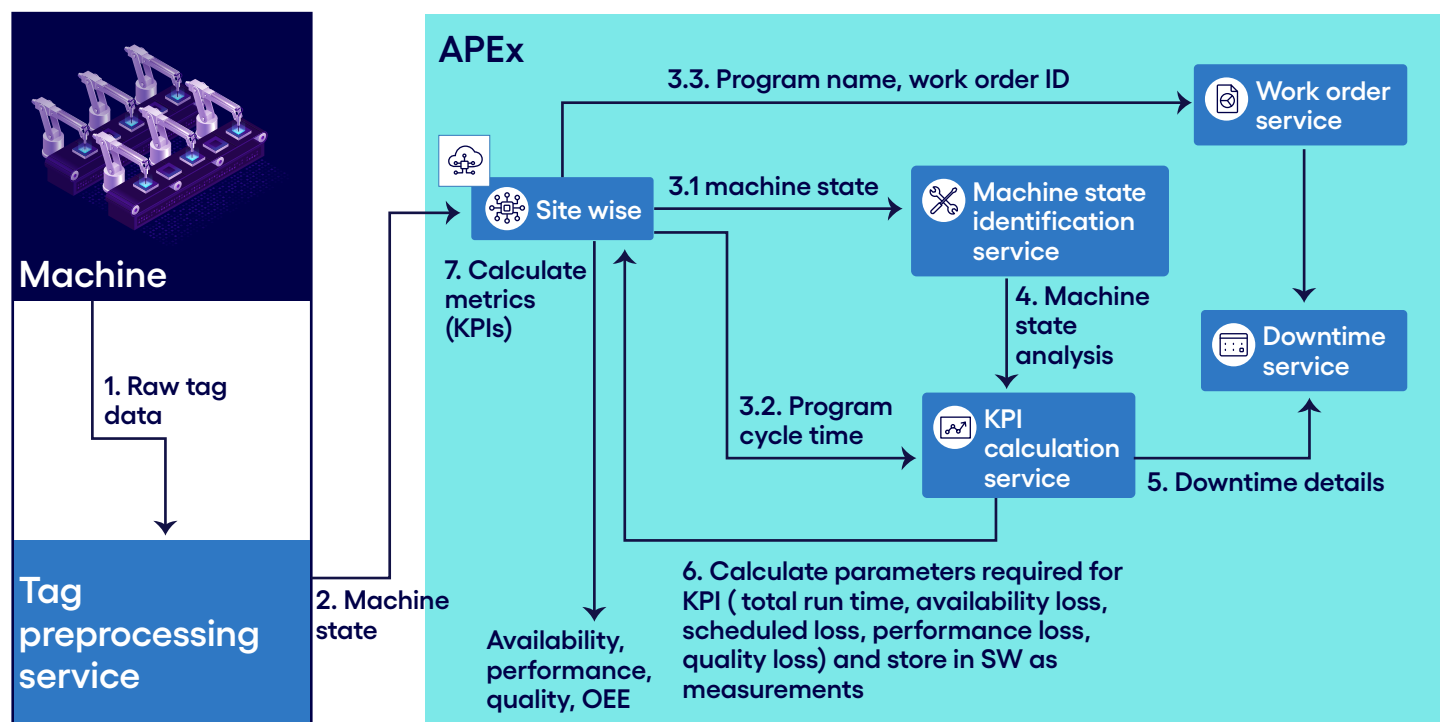 APEx
3.3. Program name, work order ID
Work order
service
Machine
Site wise
3.1 machine state
Machine state
identification
service
7. Calculate
metrics
(KPIs)
4. Machine
state
analysis
Downtime
service
1. Raw tag
data
3.2. Program
cycle time
KPI
calculation
service
5. Downtime details
Tag
preprocessing
service
2. Machine
state
Availability,
performance,
quality, OEE
6. Calculate parameters required for
KPI ( total run time, availability loss,
scheduled loss, performance loss,
quality loss) and store in SW as
measurements